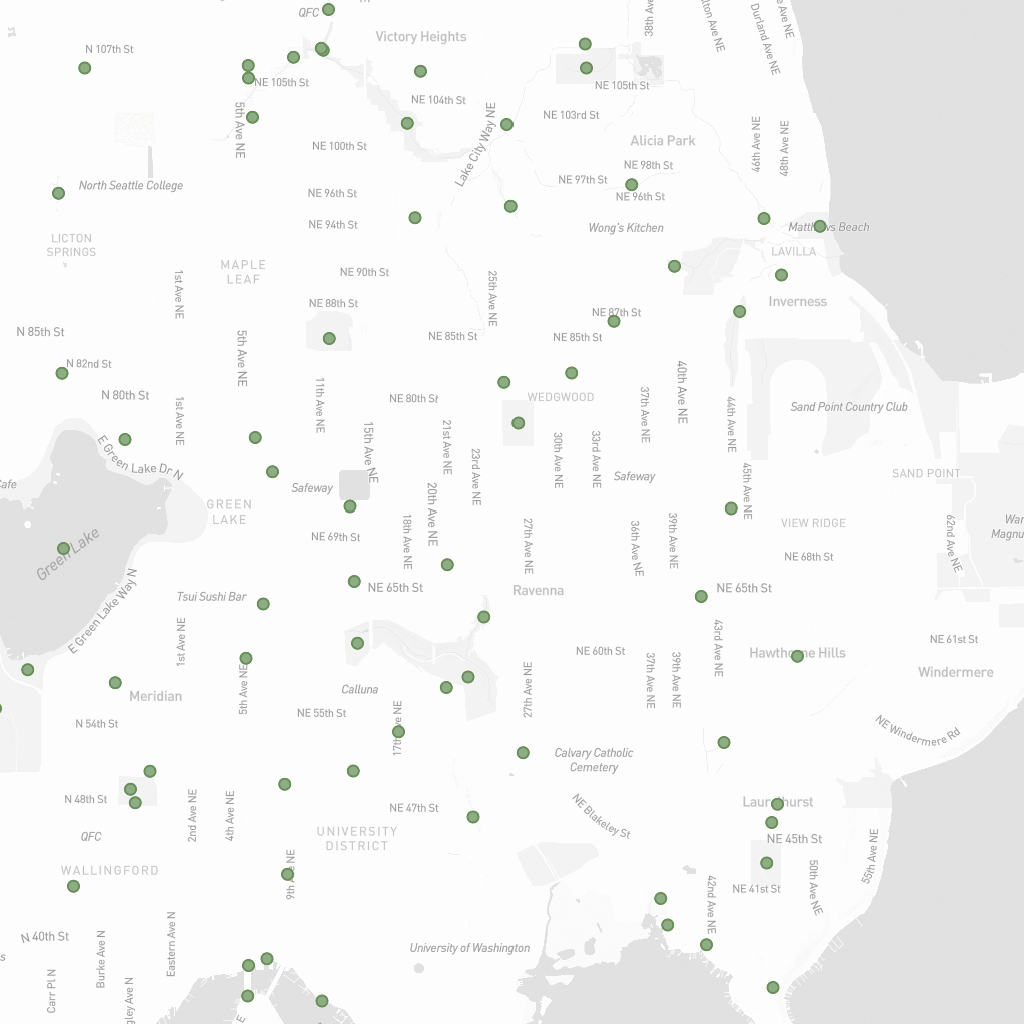 QFC
Victory Heights
38th Ave NE
Durland Ave NE
N 107th St
NE 105th St
NE 105th St
NE 104th St
NE 103rd St
5th Ave NE
Lake City Way NE
NE 100th St
Alicia Park
46th Ave NE
48th Ave NE
NE 98th St
NE 97th St
NE 96th St
North Seattle College
NE 96th St
NE 94th St
Wong's Kitchen
Matthews Beach
LICTON
SPRINGS
LAVILLA
MAPLE
LEAF
NE 90th St
1st Ave NE
25th Ave NE
Inverness
NE 88th St
NE 87th St
N 85th St
NE 85th St
NE 85th St
5th Ave NE
N 82nd St
40th Ave NE
N 80th St
11th Ave NE
NE 80th St
WEDGWOOD
37th Ave NE
44th Ave NE
Sand Point Country Club
1st Ave NE
15th Ave NE
21st Ave NE
23rd Ave NE
30th Ave NE
33rd Ave NE
E Green Lake Dr N
Cafe
Safeway
Safeway
45th Ave NE
SAND POINT
GREEN
LAKE
20th Ave NE
18th Ave NE
27th Ave NE
36th Ave NE
39th Ave NE
VIEW RIDGE
62nd Ave NE
Green Lake
NE 69th St
NE 68th St
E Green Lake Way N
Tsui Sushi Bar
NE 65th St
Ravenna
NE 65th St
1st Ave NE
43rd Ave NE
NE 61st St
NE 60th St
Hawthorne Hills
Windermere
5th Ave NE
Meridian
Calluna
27th Ave NE
37th Ave NE
39th Ave NE
N 54th St
NE 55th St
17th Ave NE
NE Windermere Rd
Calvary Catholic
Cemetery
N 48th St
2nd Ave NE
4th Ave NE
NE 47th St
NE Blakeley St
Laurelhurst
QFC
UNIVERSITY
DISTRICT
NE 45th St
55th Ave NE
WALLINGFORD
9th Ave NE
42nd Ave NE
NE 41st St
50th Ave NE
N 40th St
Burke Ave N
Eastern Ave N
University of Washington
Carr Pl N